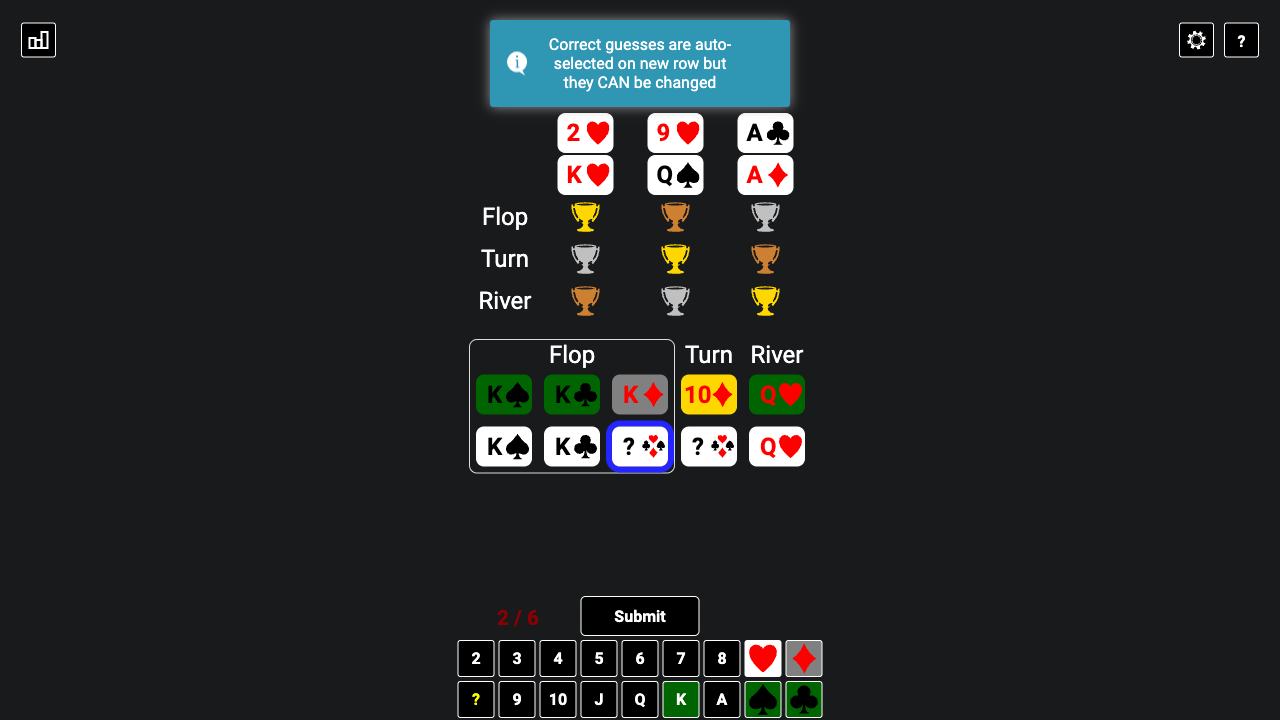 Correct guesses are auto-
selected on new row but
they CAN be changed
?
2 9 A
K Q A
Flop
Turn
River
Flop Turn River
K K K 10 Q
K K ? ? Q
2 / 6 Submit
2 3 4 5 6 7 8
? 9 10 J Q K A